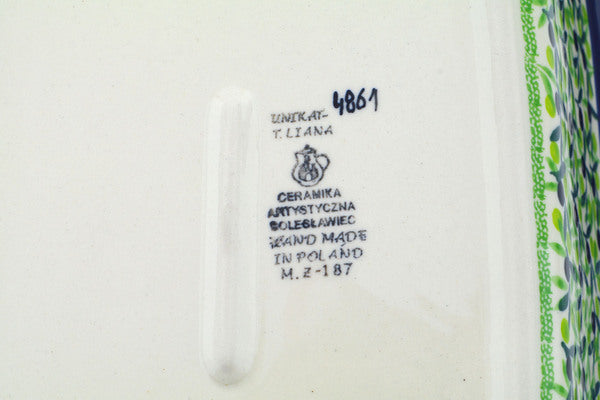 UNIKAT- 4861
T. LIANA
CERAMIKA
ARTYSTYCZNA
BOLESŁAWIEC
HAND MADE
IN POLAND
M. Z-187